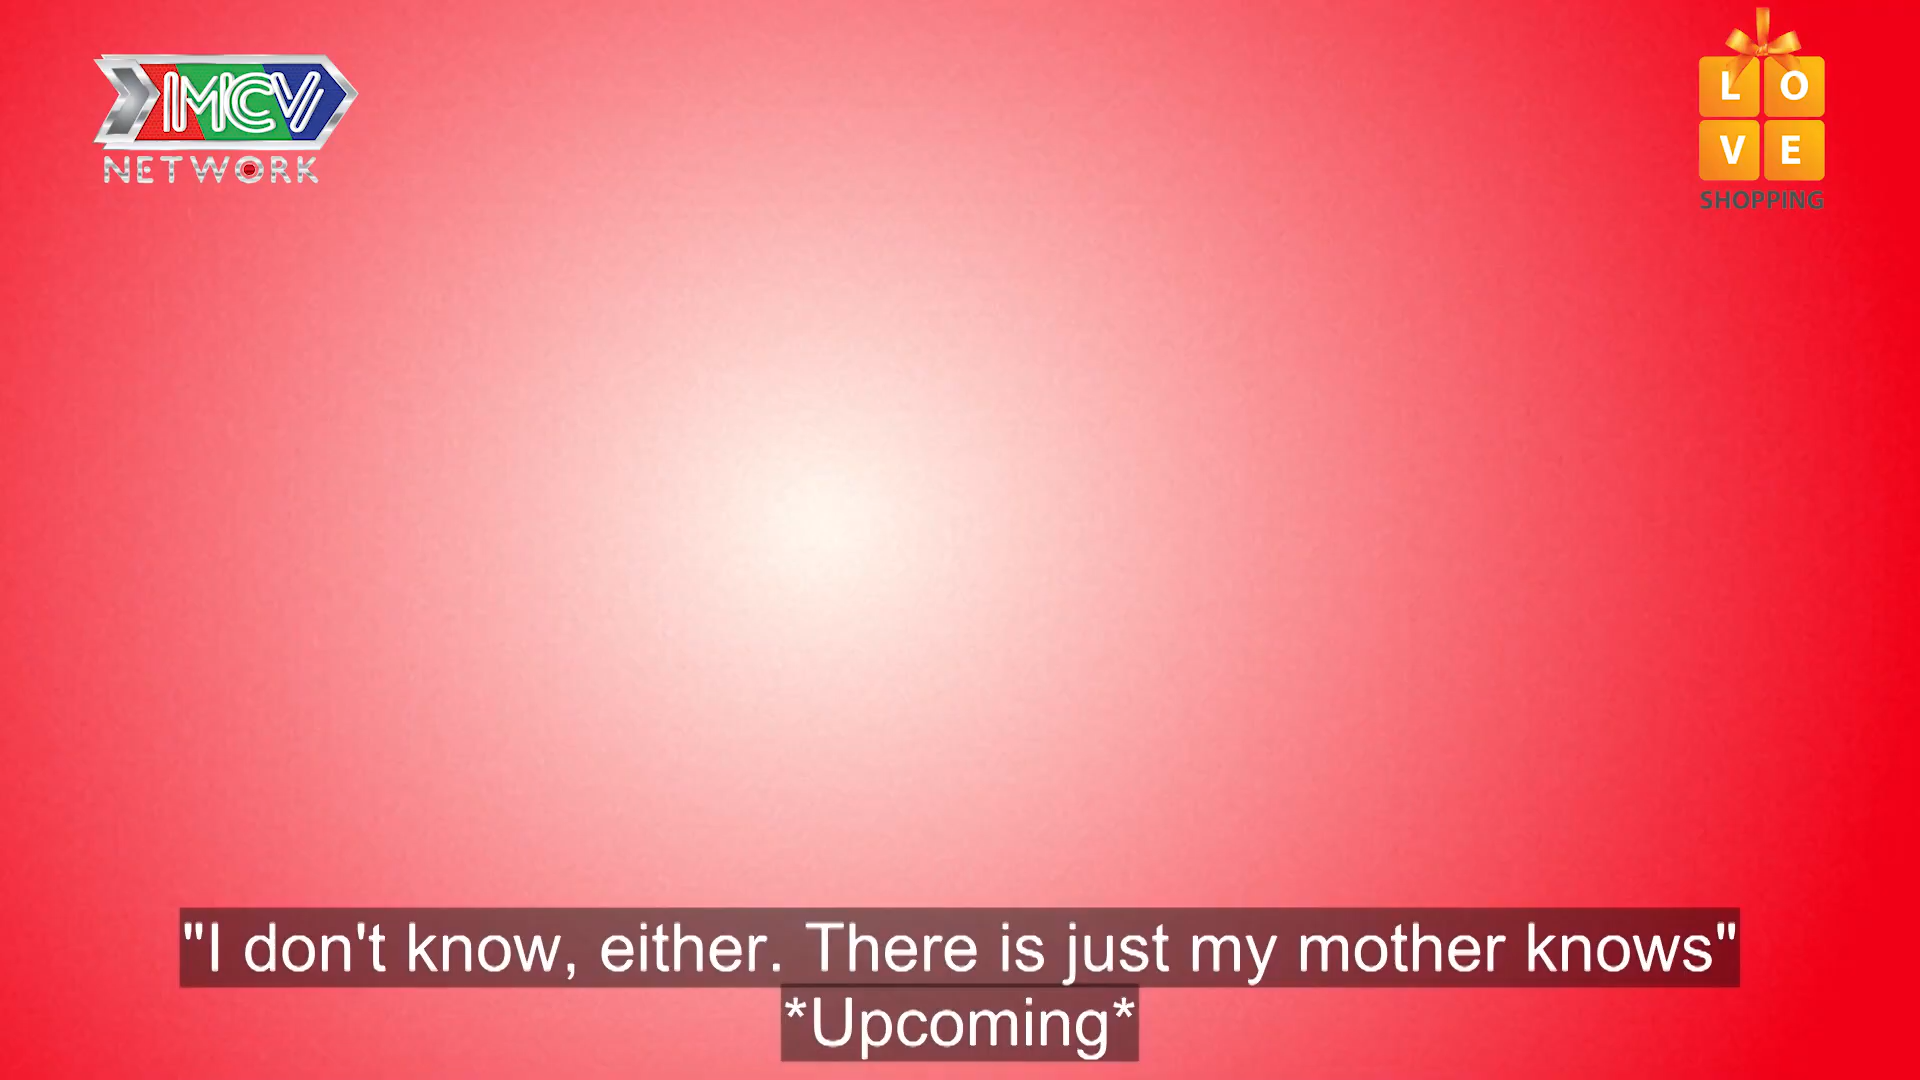 MCV
NETWORK
L O
V E
SHOPPING
"I don't know, either. There is just my mother knows"
*Upcoming*